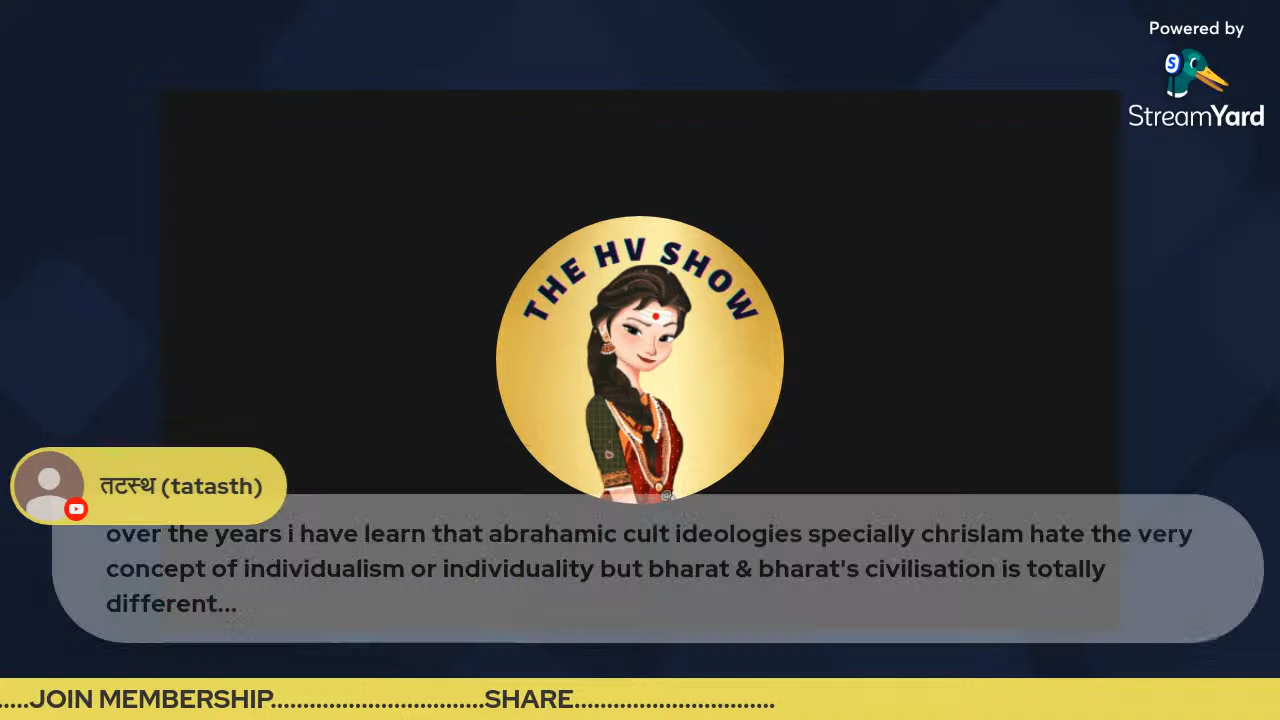 Powered by
StreamYard
THE HV SHOW
तटस्थ (tatasth)
over the years i have learn that abrahamic cult ideologies specially chrislam hate the very
concept of individualism or individuality but bharat & bharat's civilisation is totally
different...
.....JOIN MEMBERSHIP.................................SHARE.............................